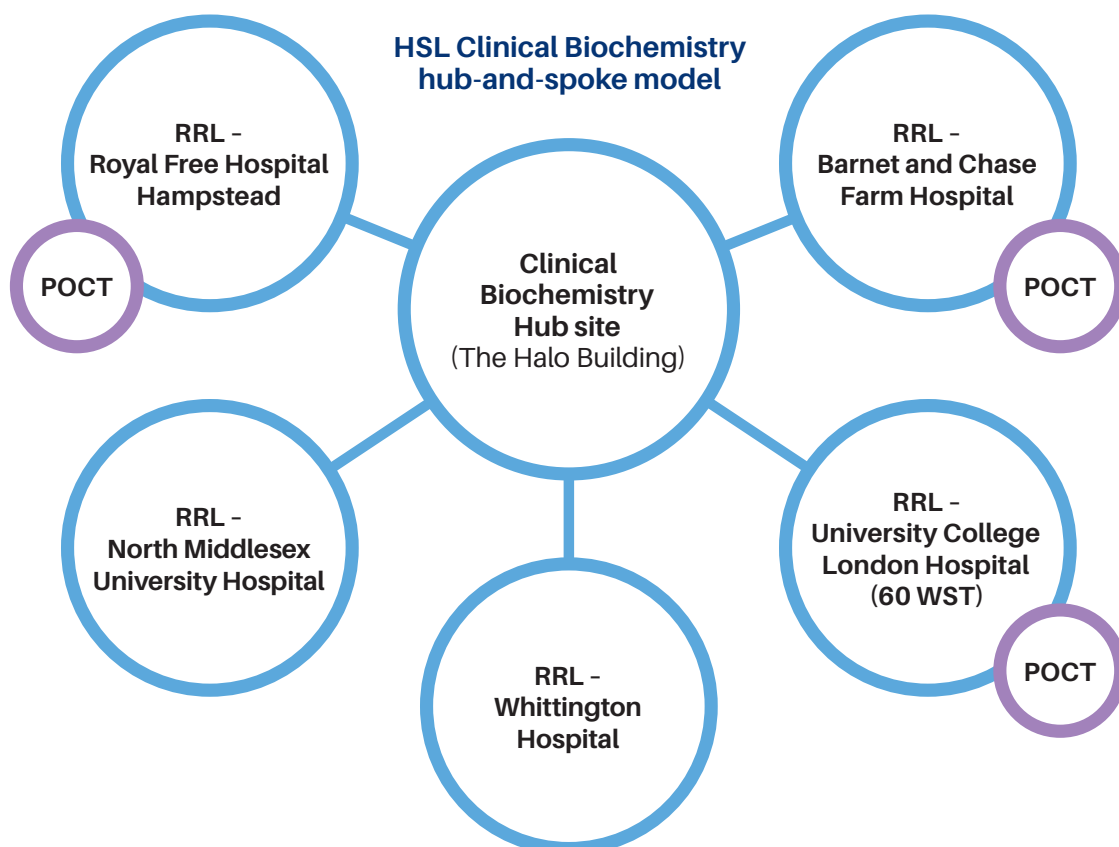 HSL Clinical Biochemistry
hub-and-spoke model
RRL –
Royal Free Hospital
Hampstead
POCT
RRL –
Barnet and Chase
Farm Hospital
POCT
Clinical
Biochemistry
Hub site
(The Halo Building)
RRL –
North Middlesex
University Hospital
RRL –
University College
London Hospital
(60 WST)
POCT
RRL –
Whittington
Hospital